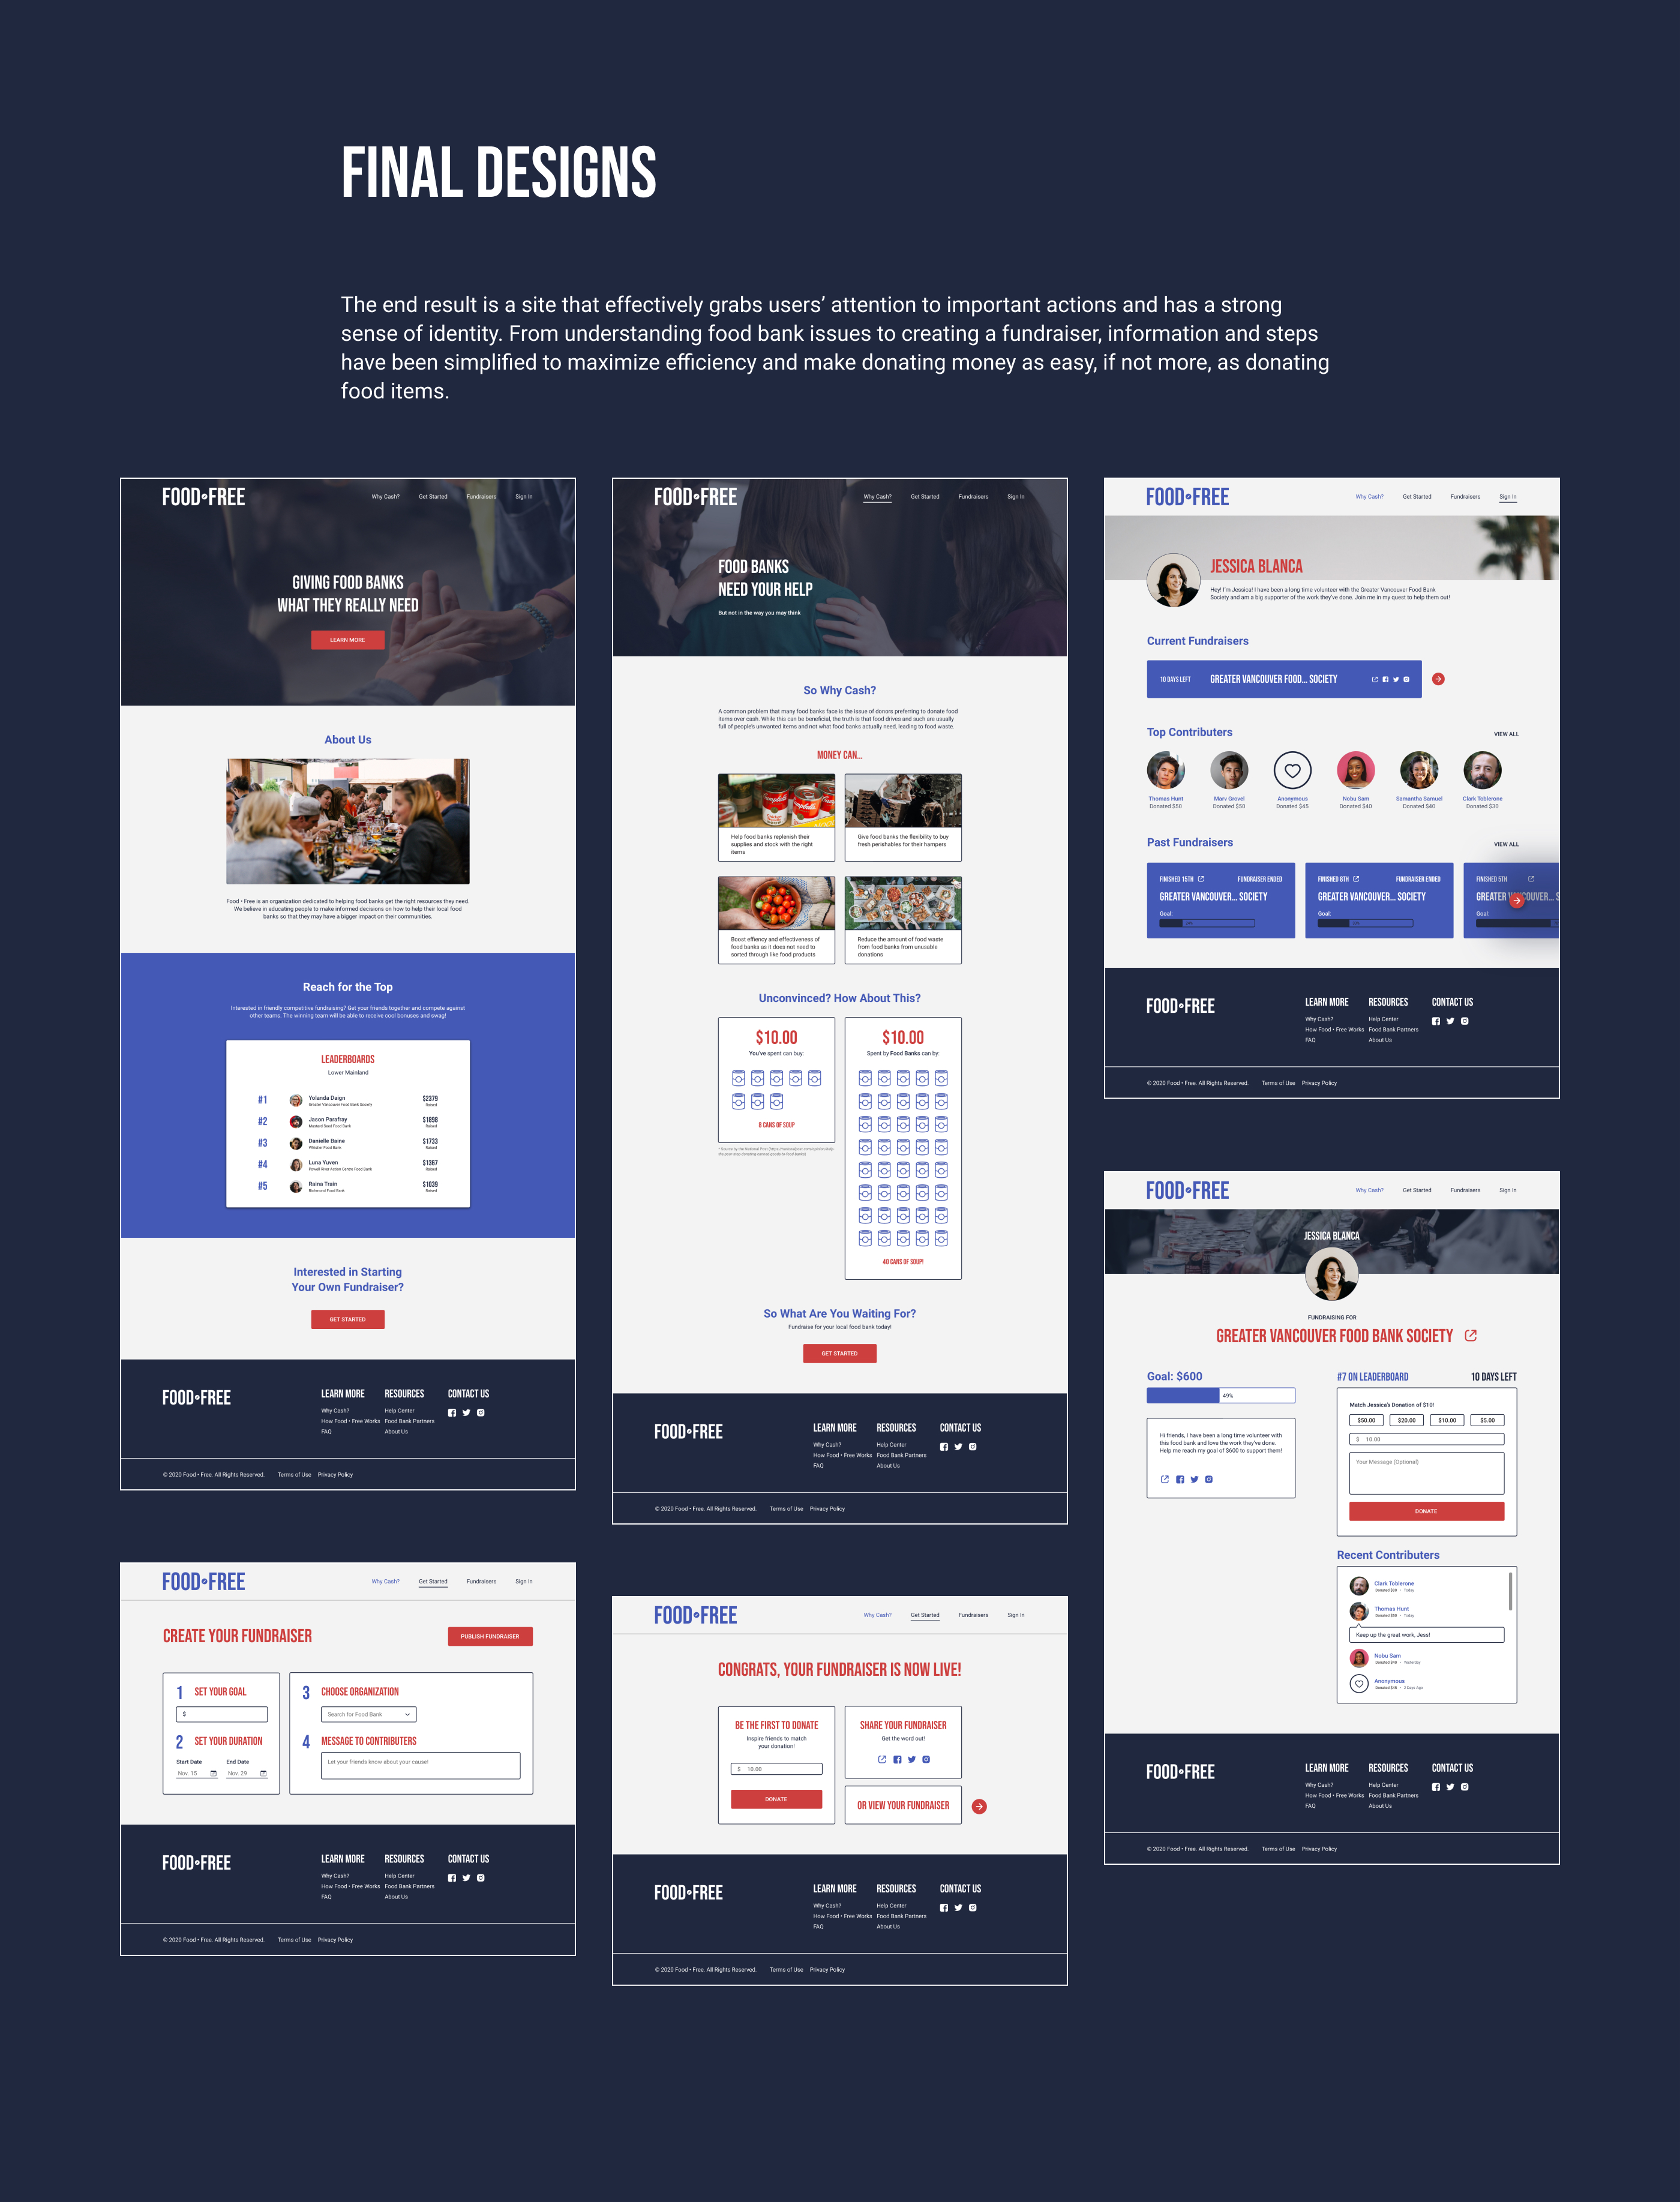 FINAL DESIGNS
The end result is a site that effectively grabs users’ attention to important actions and has a strong
sense of identity. From understanding food bank issues to creating a fundraiser, information and steps
have been simplified to maximize efficiency and make donating money as easy, if not more, as donating
food items.
FOOD•FREE
Why Cash? Get Started Fundraisers Sign In
GIVING FOOD BANKS
WHAT THEY REALLY NEED
LEARN MORE
About Us
Food • Free is an organization dedicated to helping food banks get the right resources they need.
We believe in educating people to make informed decisions on how to help their local food
banks so that they may have a bigger impact on their communities.
Reach for the Top
Interested in friendly competitive fundraising? Get your friends together and compete against
other teams. The winning team will be able to receive cool bonuses and swag!
LEADERBOARDS
Lower Mainland
#1 Yolanda Daign $2379
Greater Vancouver Food Bank Society Raised
#2 Jason Parafray $1898
Mustard Seed Food Bank Raised
#3 Danielle Baine $1733
Whistler Food Bank Raised
#4 Luna Yuven $1367
Powell River Action Centre Food Bank Raised
#5 Raina Train $1039
Richmond Food Bank Raised
Interested in Starting
Your Own Fundraiser?
GET STARTED
FOOD•FREE
LEARN MORE RESOURCES CONTACT US
Why Cash? Help Center
How Food • Free Works Food Bank Partners
FAQ About Us
© 2020 Food • Free. All Rights Reserved. Terms of Use Privacy Policy
FOOD•FREE
Why Cash? Get Started Fundraisers Sign In
CREATE YOUR FUNDRAISER
PUBLISH FUNDRAISER
1 SET YOUR GOAL
$
2 SET YOUR DURATION
Start Date End Date
Nov. 15 Nov. 29
3 CHOOSE ORGANIZATION
Search for Food Bank
4 MESSAGE TO CONTRIBUTERS
Let your friends know about your cause!
FOOD•FREE
LEARN MORE RESOURCES CONTACT US
Why Cash? Help Center
How Food • Free Works Food Bank Partners
FAQ About Us
© 2020 Food • Free. All Rights Reserved. Terms of Use Privacy Policy
FOOD•FREE
Why Cash? Get Started Fundraisers Sign In
FOOD BANKS
NEED YOUR HELP
But not in the way you may think
So Why Cash?
A common problem that many food banks face is the issue of donors preferring to donate food
items over cash. While this can be beneficial, the truth is that food drives and such are usually
full of people's unwanted items and not what food banks actually need, leading to food waste.
MONEY CAN...
Campbell's
Help food banks replenish their
supplies and stock with the right
items
Give food banks the flexibility to buy
fresh perishables for their hampers
Boost effiency and effectiveness of
food banks as it does not need to
sorted through like food products
Reduce the amount of food waste
from food banks from unusable
donations
Unconvinced? How About This?
$10.00
You've spent can buy:
8 CANS OF SOUP
$10.00
Spent by Food Banks can by:
40 CANS OF SOUP!
So What Are You Waiting For?
Fundraise for your local food bank today!
GET STARTED
FOOD•FREE
LEARN MORE RESOURCES CONTACT US
Why Cash? Help Center
How Food • Free Works Food Bank Partners
FAQ About Us
© 2020 Food • Free. All Rights Reserved. Terms of Use Privacy Policy
FOOD•FREE
Why Cash? Get Started Fundraisers Sign In
CONGRATS, YOUR FUNDRAISER IS NOW LIVE!
BE THE FIRST TO DONATE
Inspire friends to match
your donation!
$ 10.00
DONATE
SHARE YOUR FUNDRAISER
Get the word out!
OR VIEW YOUR FUNDRAISER
FOOD•FREE
LEARN MORE RESOURCES CONTACT US
Why Cash? Help Center
How Food • Free Works Food Bank Partners
FAQ About Us
© 2020 Food • Free. All Rights Reserved. Terms of Use Privacy Policy
FOOD•FREE
Why Cash? Get Started Fundraisers Sign In
JESSICA BLANCA
Hey! I'm Jessica! I have been a long time volunteer with the Greater Vancouver Food Bank
Society and am a big supporter of the work they've done. Join me in my quest to help them out!
Current Fundraisers
10 DAYS LEFT GREATER VANCOUVER FOOD... SOCIETY
Top Contributers VIEW ALL
Thomas Hunt Marv Grovel Anonymous Nobu Sam Samantha Samuel Clark Toblerone
Donated $50 Donated $50 Donated $45 Donated $40 Donated $40 Donated $30
Past Fundraisers VIEW ALL
FINISHED 15TH FUNDRAISER ENDED
GREATER VANCOUVER... SOCIETY
Goal:
FINISHED 8TH FUNDRAISER ENDED
GREATER VANCOUVER... SOCIETY
Goal:
FINISHED 5TH
GREATER VANCOUVER... S
Goal:
FOOD•FREE
LEARN MORE RESOURCES CONTACT US
Why Cash? Help Center
How Food • Free Works Food Bank Partners
FAQ About Us
© 2020 Food • Free. All Rights Reserved. Terms of Use Privacy Policy
FOOD•FREE
Why Cash? Get Started Fundraisers Sign In
JESSICA BLANCA
FUNDRAISING FOR
GREATER VANCOUVER FOOD BANK SOCIETY
Goal: $600
49%
Hi friends, I have been a long time volunteer with
this food bank and love the work they've done.
Help me reach my goal of $600 to support them!
#7 ON LEADERBOARD 10 DAYS LEFT
Match Jessica's Donation of $10!
$50.00 $20.00 $10.00 $5.00
$ 10.00
Your Message (Optional)
DONATE
Recent Contributers
Clark Toblerone
Donated $30 • Today
Thomas Hunt
Donated $50 • Today
Keep up the great work, Jess!
Nobu Sam
Donated $40 • Yesterday
Anonymous
Donated $45 • 2 Days Ago
FOOD•FREE
LEARN MORE RESOURCES CONTACT US
Why Cash? Help Center
How Food • Free Works Food Bank Partners
FAQ About Us
© 2020 Food • Free. All Rights Reserved. Terms of Use Privacy Policy